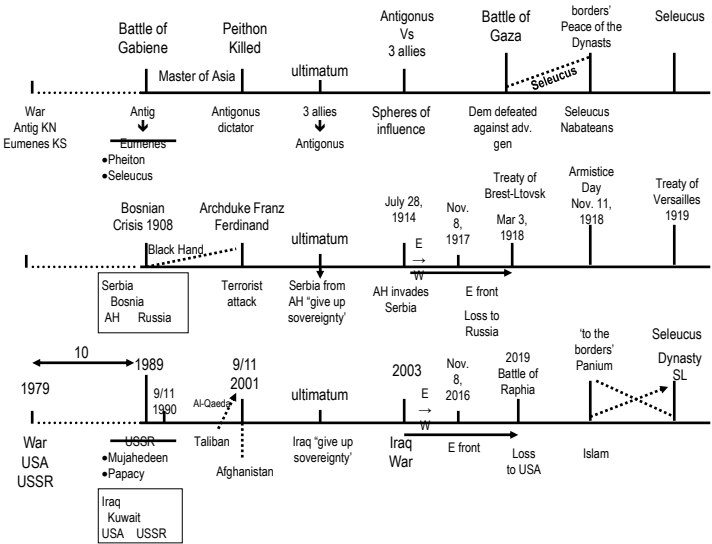 Battle of
Gabiene
Peithon
Killed
Antigonus
Vs
3 allies
Battle of
Gaza
borders'
Peace of the
Dynasts
Seleucus
Master of Asia
ultimatum
Seleucus
War
Antig KN
Eumenes KS
Antig
Eumenes
●Pheiton
●Seleucus
Antigonus
dictator
3 allies
Antigonus
Spheres of
influence
Dem defeated
against adv.
gen
Seleucus
Nabateans
Bosnian
Crisis 1908
Archduke Franz
Ferdinand
ultimatum
July 28,
1914
Nov.
8,
1917
Treaty of
Brest-Ltovsk
Mar 3,
1918
Armistice
Day
Nov. 11,
1918
Treaty of
Versailles
1919
Black Hand
E
→
W
Serbia
Bosnia
AH Russia
Terrorist
attack
Serbia from
AH “give up
sovereignty’
AH invades
Serbia
E front
Loss to
Russia
10
1979
1989
9/11
1990
9/11
2001
Al-Qaeda
ultimatum
2003
E
→
W
Nov.
8,
2016
2019
Battle of
Raphia
‘to the
borders’
Panium
Seleucus
Dynasty
SL
War
USA
USSR
USSR
●Mujahedeen
●Papacy
Taliban
Afghanistan
Iraq “give up
sovereignty’
Iraq
War
E front
Loss
to USA
Islam
Iraq
Kuwait
USA USSR